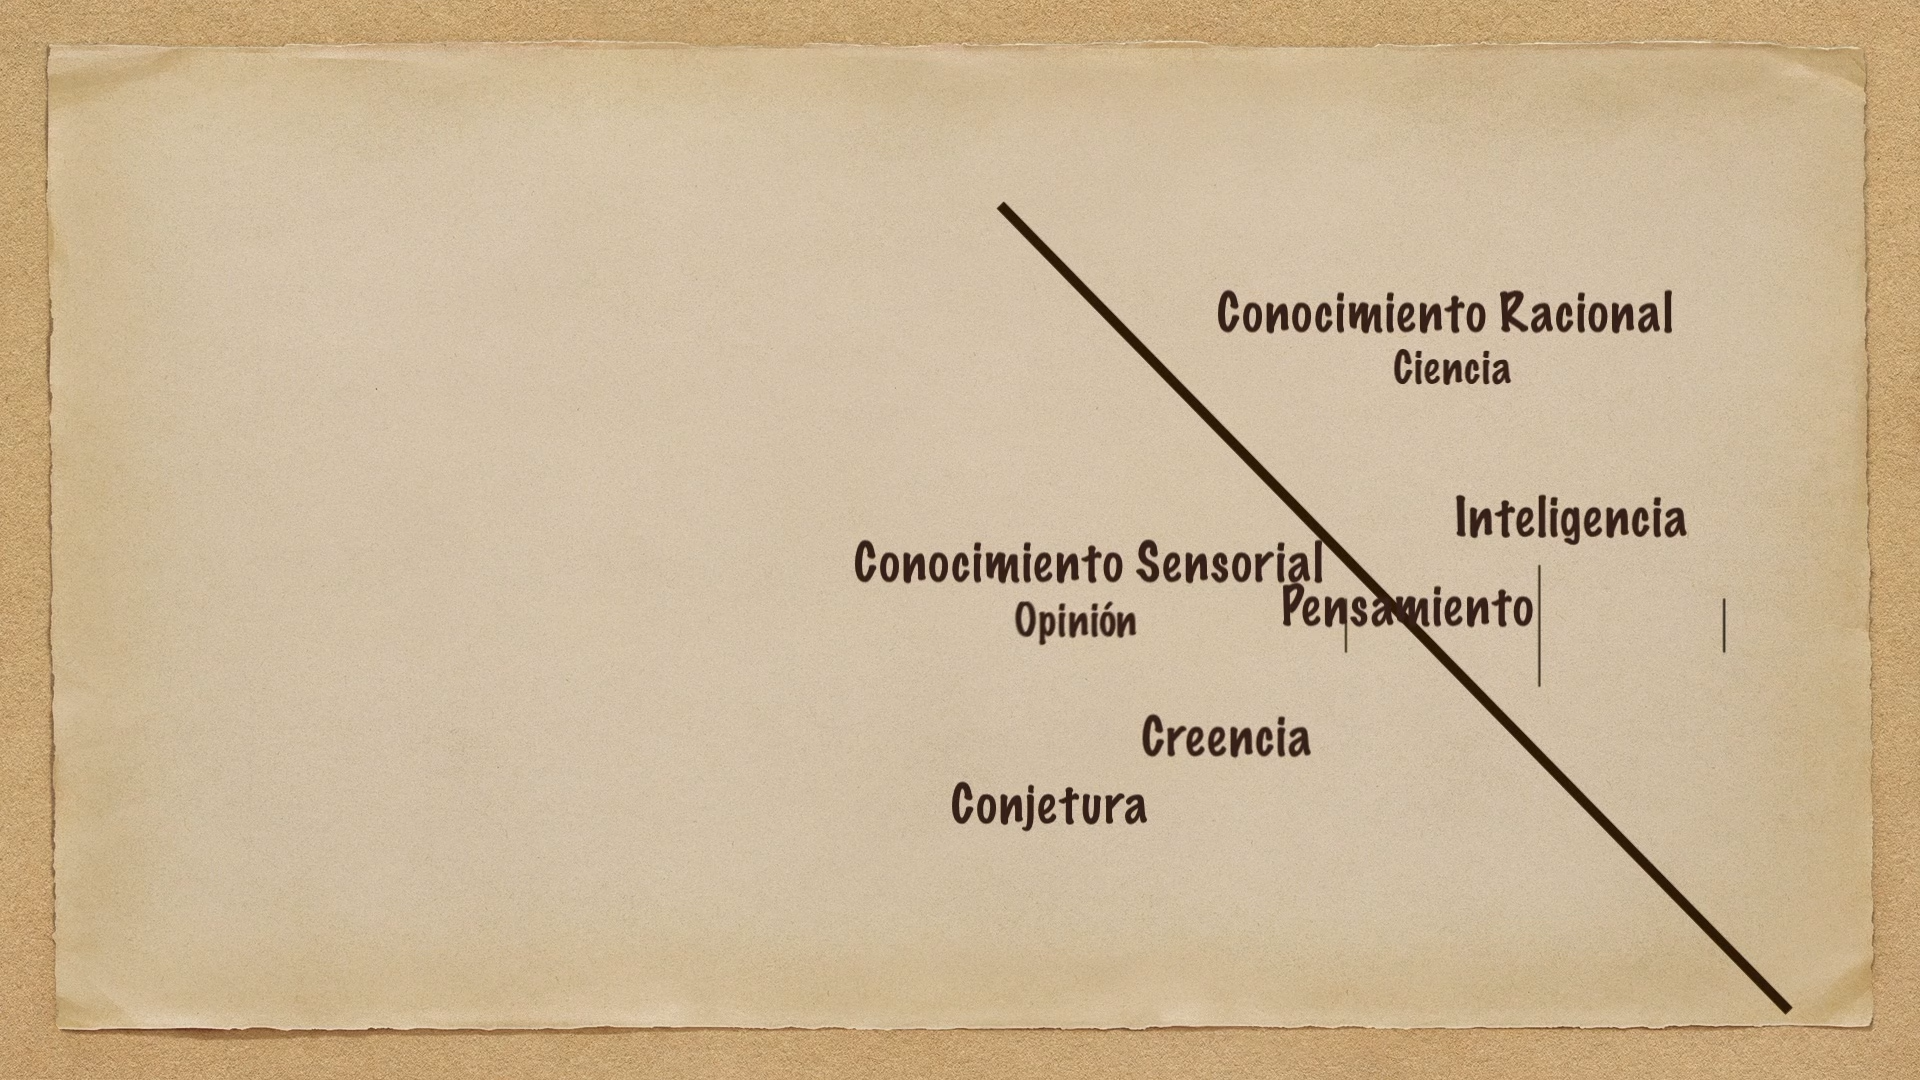 Conocimiento Racional
Ciencia
Inteligencia
Conocimiento Sensorial
Pensamiento
Opinión
Creencia
Conjetura